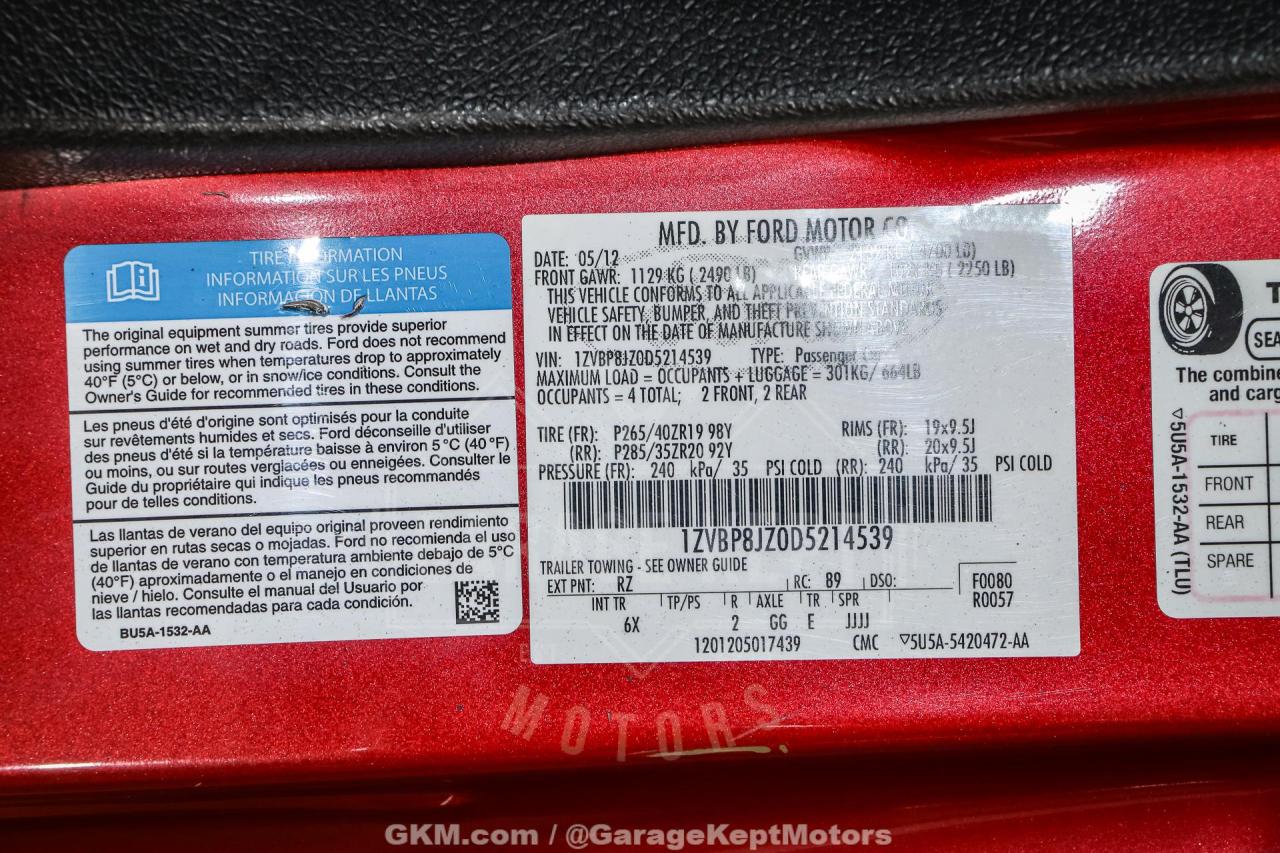 TIRE INFORMATION
INFORMATION SUR LES PNEUS
INFORMACIÓN DE LLANTAS
The original equipment summer tires provide superior
performance on wet and dry roads. Ford does not recommend
using summer tires when temperatures drop to approximately
40°F (5°C) or below, or in snow/ice conditions. Consult the
Owner's Guide for recommended tires in these conditions.
Les pneus d'été d'origine sont optimisés pour la conduite
sur revêtements humides et secs. Ford déconseille d'utiliser
des pneus d'été si la température baisse à environ 5 °C (40 °F)
ou moins, ou sur routes verglacées ou enneigées. Consulter le
Guide du propriétaire qui indique les pneus recommandés
pour de telles conditions.
Las llantas de verano del equipo original proveen rendimiento
superior en rutas secas o mojadas. Ford no recomienda el uso
de llantas de verano con temperatura ambiente debajo de 5°C
(40°F) aproximadamente o el manejo en condiciones de
nieve / hielo. Consulte el manual del Usuario por
las llantas recomendadas para cada condición.
BU5A-1532-AA
MFD. BY FORD MOTOR CO.
DATE: 05/12 GVWR: 4700 LB)
FRONT GAWR: 1129 KG ( 2490 LB) ( 2250 LB)
THIS VEHICLE CONFORMS TO ALL APPLICABLE FEDERAL MOTOR
VEHICLE SAFETY, BUMPER, AND THEFT PREVENTION STANDARDS
IN EFFECT ON THE DATE OF MANUFACTURE SHOWN ABOVE
VIN: 1ZVBP8JZ0D5214539 TYPE: Passenger Car
MAXIMUM LOAD = OCCUPANTS + LUGGAGE = 301KG/ 664LB
OCCUPANTS = 4 TOTAL; 2 FRONT, 2 REAR
TIRE (FR): P265/40ZR19 98Y RIMS (FR): 19x9.5J
(RR): P285/35ZR20 92Y (RR): 20x9.5J
PRESSURE (FR): 240 kPa/ 35 PSI COLD (RR): 240 kPa/ 35 PSI COLD
1ZVBP8JZ0D5214539
TRAILER TOWING - SEE OWNER GUIDE
EXT PNT: RZ RC: 89 DSO: F0080
R0057
INT TR TP/PS R AXLE TR SPR
6X 2 GG E JJJJ
1201205017439 CMC ▽5U5A-5420472-AA
The combine
and carg
▽5U5A-1532-AA (TLU)
TIRE
FRONT
REAR
SPARE
MOTORS
GKM.com / @GarageKeptMotors